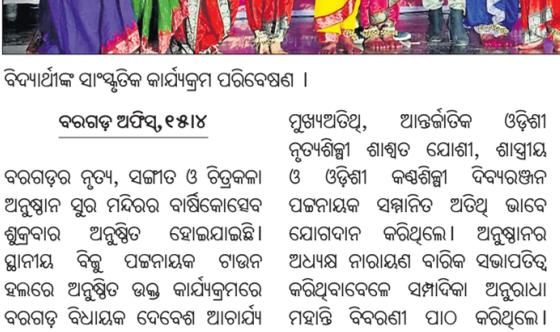 ବିଦ୍ୟାର୍ଥୀଙ୍କ ସାଂସ୍କୃତିକ କାର୍ଯ୍ୟକ୍ରମ ପରିବେଷଣ ।
ବରଗଡ଼ ଅଫିସ୍,୧୫।୪
ବରଗଡ଼ର ନୃତ୍ୟ, ସଙ୍ଗୀତ ଓ ଚିତ୍ରକଳା
ଅନୁଷ୍ଠାନ ସୁର ମନ୍ଦିରର ବାର୍ଷିକୋତ୍ସବ
ଶୁକ୍ରବାର ଅନୁଷ୍ଠିତ ହୋଇଯାଇଛି।
ସ୍ଥାନୀୟ ବିଜୁ ପଟ୍ଟନାୟକ ଟାଉନ
ହଲରେ ଅନୁଷ୍ଠିତ ଉକ୍ତ କାର୍ଯ୍ୟକ୍ରମରେ
ବରଗଡ଼ ବିଧାୟକ ଦେବେଶ ଆଚାର୍ଯ୍ୟ
ମୁଖ୍ୟଅତିଥି, ଆନ୍ତର୍ଜାତିକ ଓଡ଼ିଶୀ
ନୃତ୍ୟଶିଳ୍ପୀ ଶାଶ୍ୱତ ଯୋଶୀ, ଶାସ୍ତ୍ରୀୟ
ଓ ଓଡ଼ିଶୀ କଣ୍ଠଶିଳ୍ପୀ ଦିବ୍ୟରଞ୍ଜନ
ପଟ୍ଟନାୟକ ସମ୍ମାନିତ ଅତିଥି ଭାବେ
ଯୋଗଦାନ କରିଥିଲେ। ଅନୁଷ୍ଠାନର
ଅଧ୍ୟକ୍ଷ ନାରାୟଣ ବାରିକ ସଭାପତିତ୍ୱ
କରିଥିବାବେଳେ ସମ୍ପାଦିକା ଅନୁରାଧା
ମହାନ୍ତି ବିବରଣୀ ପାଠ କରିଥିଲେ।